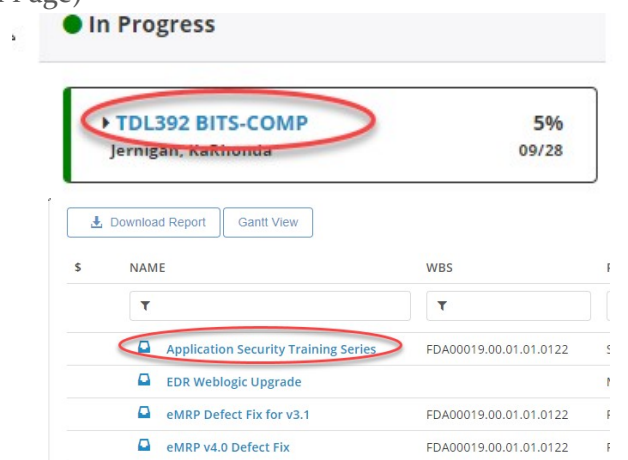 Page)
In Progress
TDL392 BITS-COMP 5%
Jernigan, KaRhonda 09/28
Download Report Gantt View
$ NAME WBS
Application Security Training Series FDA00019.00.01.01.0122
EDR Weblogic Upgrade
eMRP Defect Fix for v3.1 FDA00019.00.01.01.0122
eMRP v4.0 Defect Fix FDA00019.00.01.01.0122